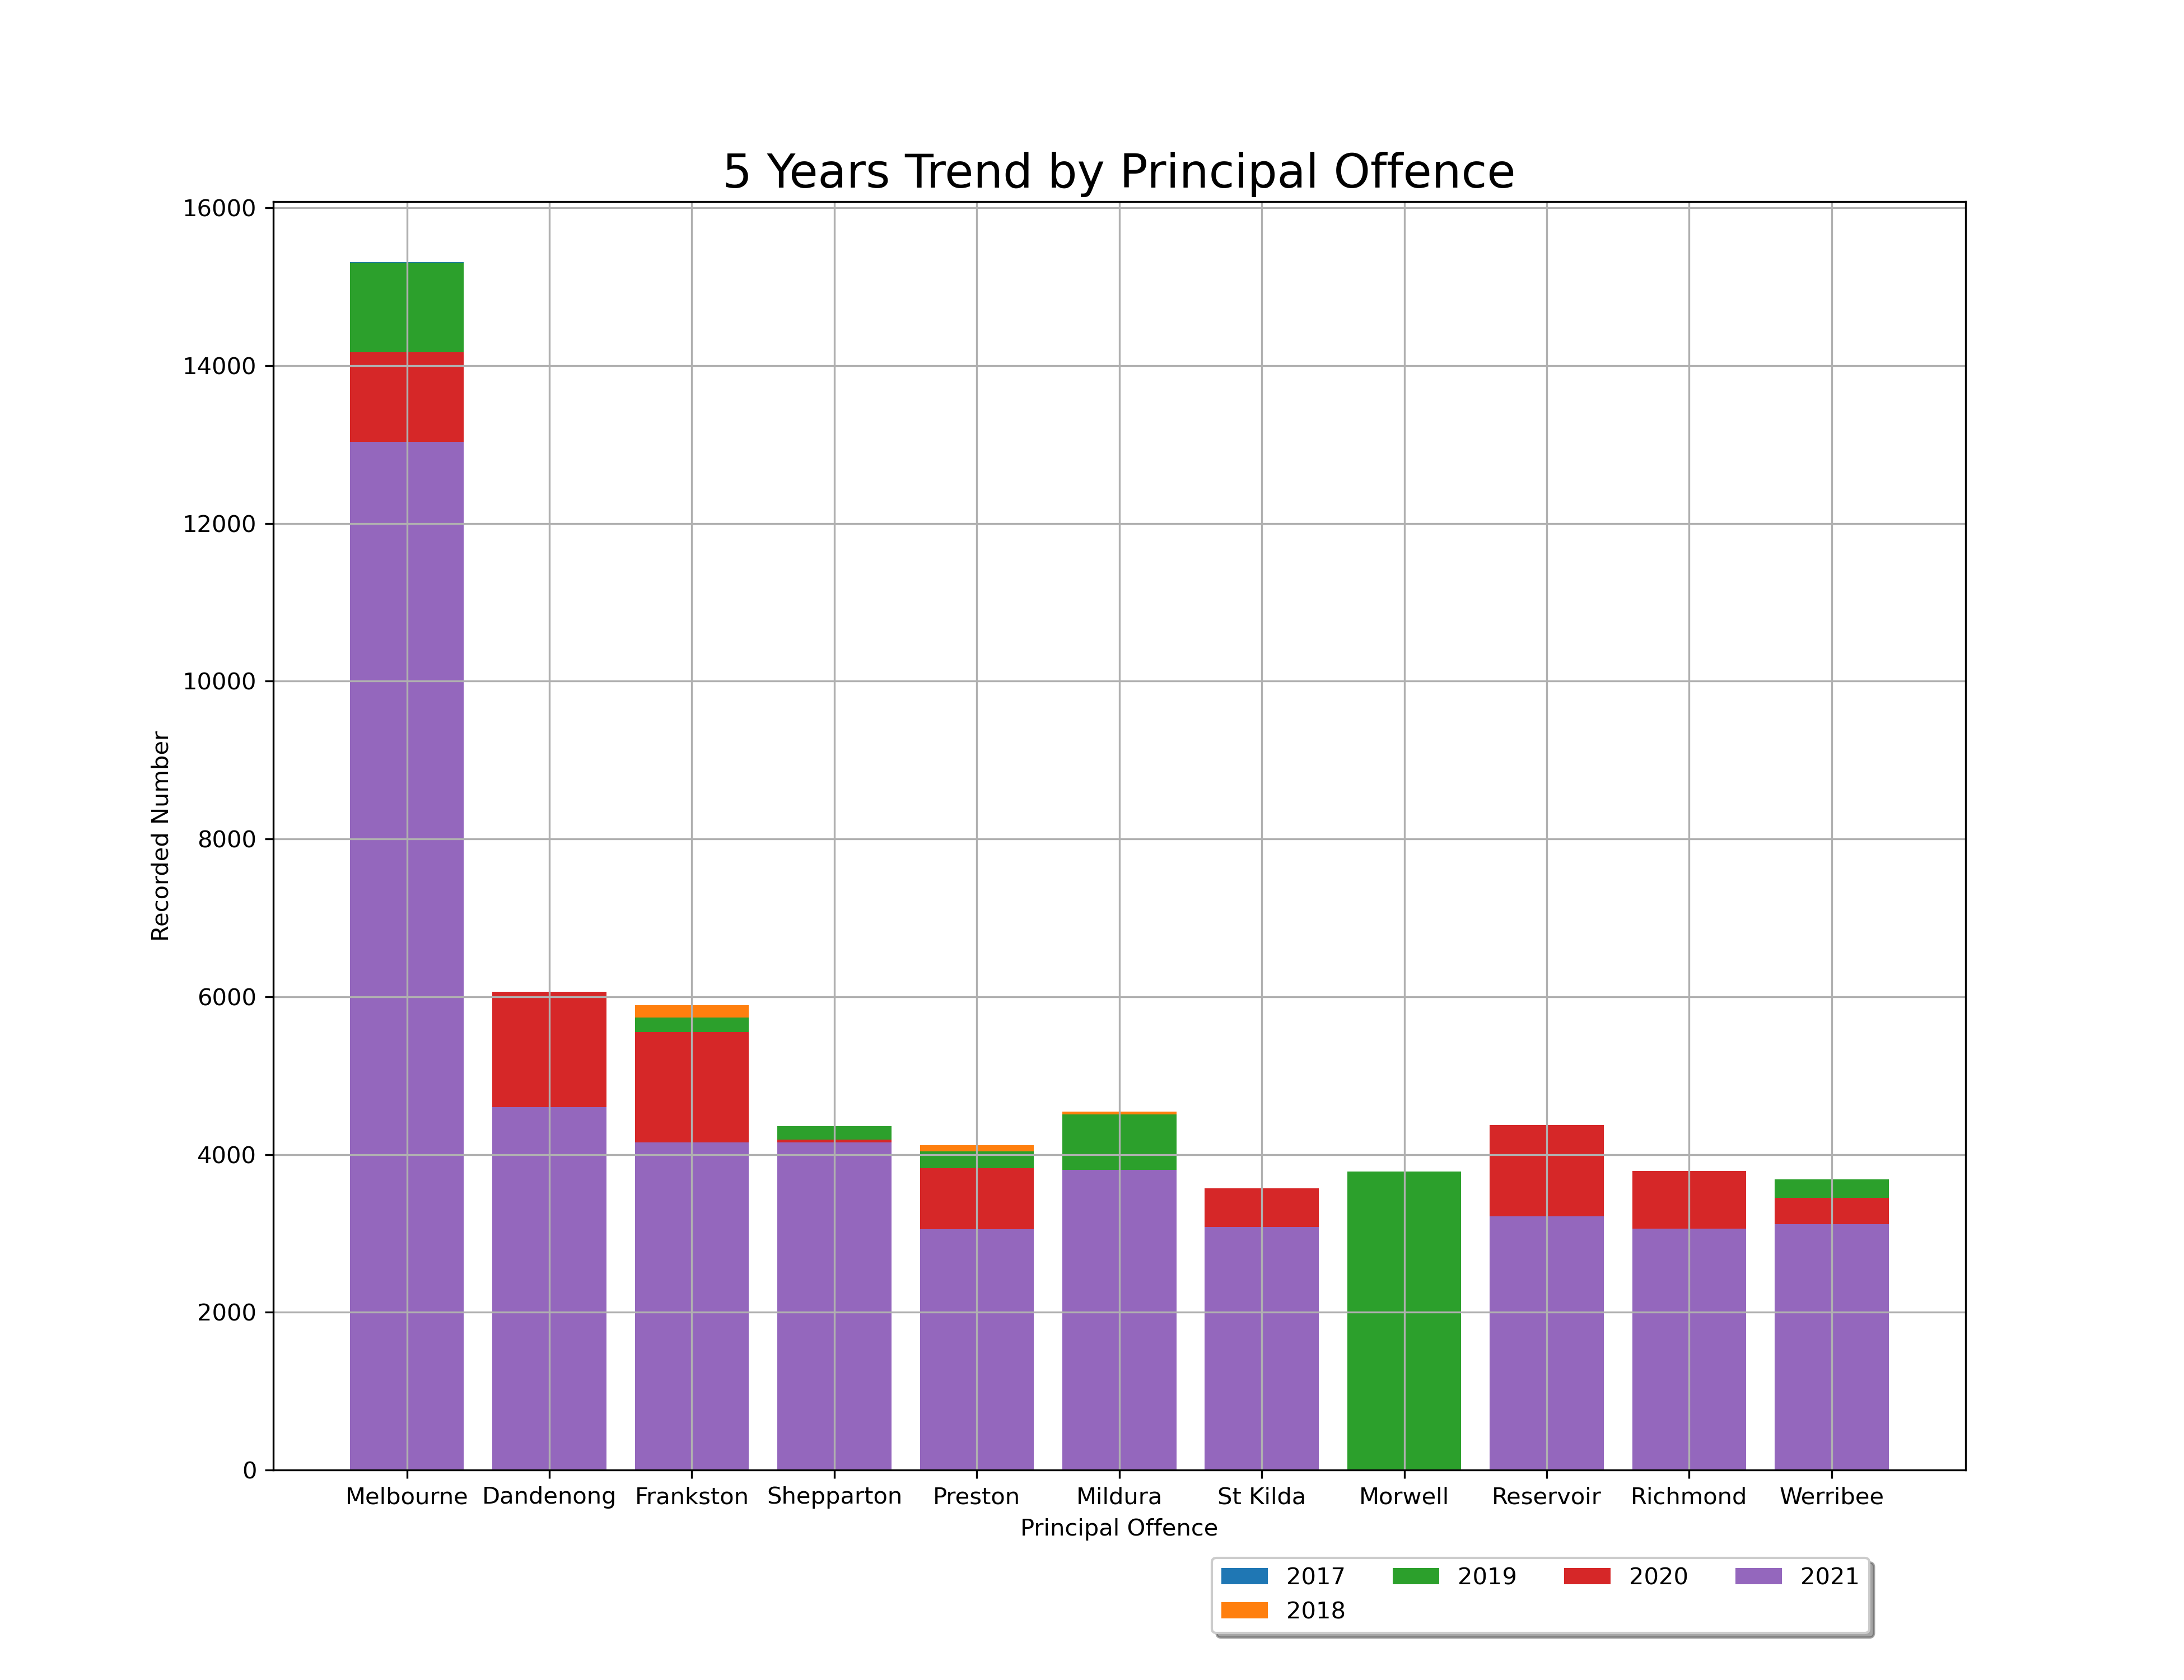 5 Years Trend by Principal Offence
16000
14000
12000
10000
8000
6000
4000
2000
0
Recorded Number
Melbourne Dandenong Frankston Shepparton Preston Mildura St Kilda Morwell Reservoir Richmond Werribee
Principal Offence
2017 2019 2020 2021
2018